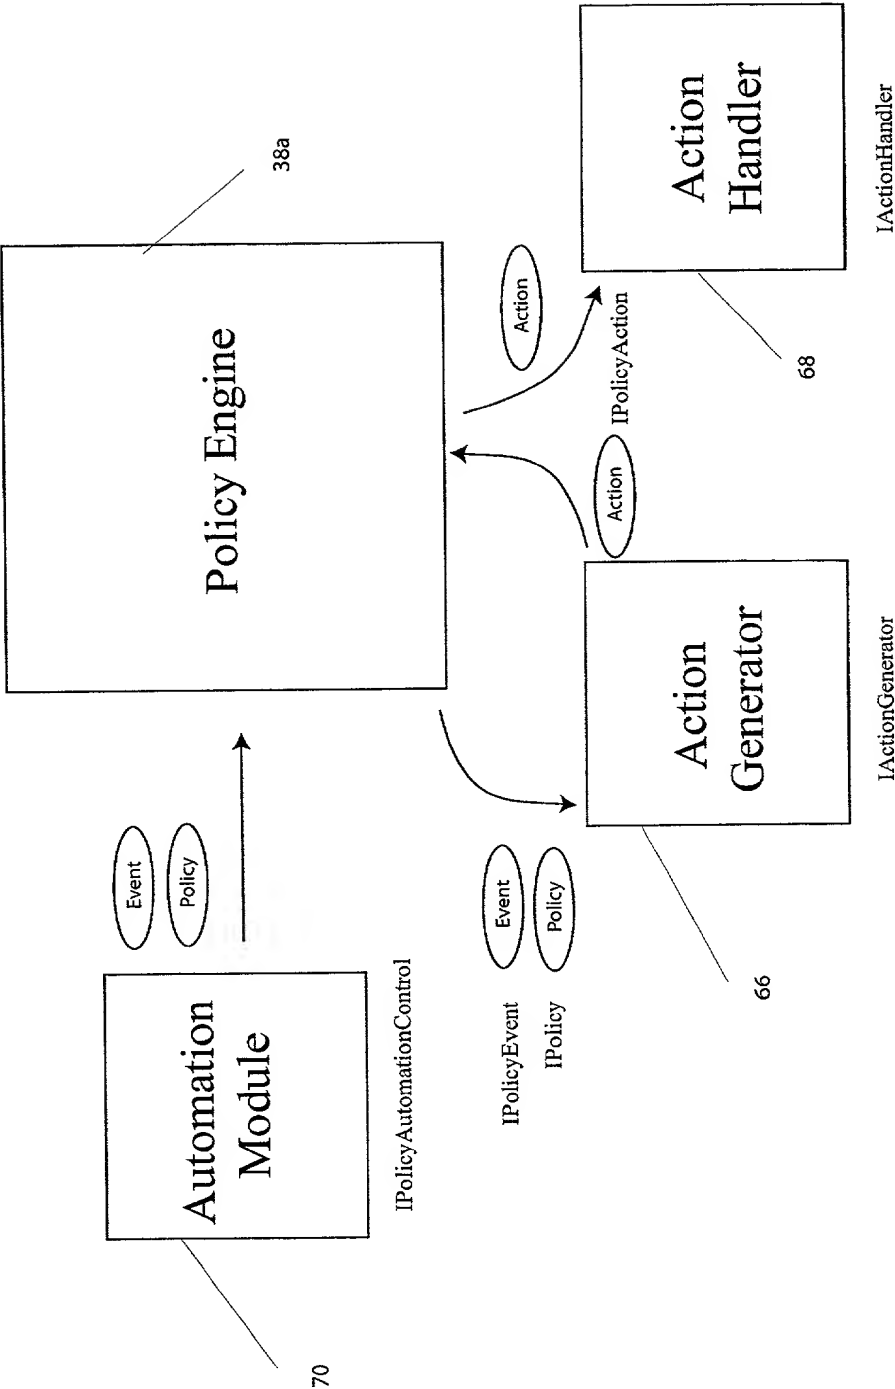 70
Automation
Module
IPolicyAutomationControl
Event
Policy
Policy Engine
38a
IPolicyEvent
Event
IPolicy
Policy
66
Action
Generator
IActionGenerator
Action
IPolicyAction
Action
68
Action
Handler
IActionHandler